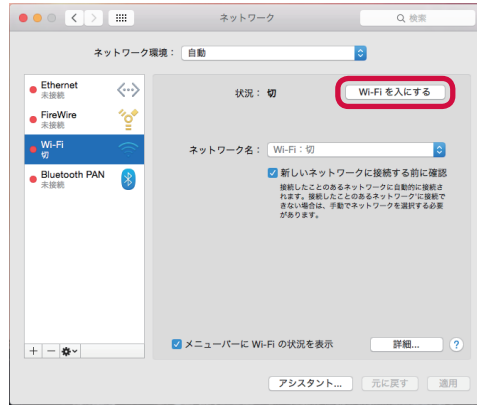 ネットワーク
検索
ネットワーク環境： 自動
Ethernet
未接続
FireWire
未接続
Wi-Fi
切
Bluetooth PAN
未接続
状況： 切
Wi-Fi を入にする
ネットワーク名： Wi-Fi：切
新しいネットワークに接続する前に確認
接続したことのあるネットワークに自動的に接続さ
れます。接続したことのあるネットワークに接続で
きない場合は、手動でネットワークを選択する必要
があります。
メニューバーに Wi-Fi の状況を表示
詳細...
?
アシスタント...
元に戻す
適用